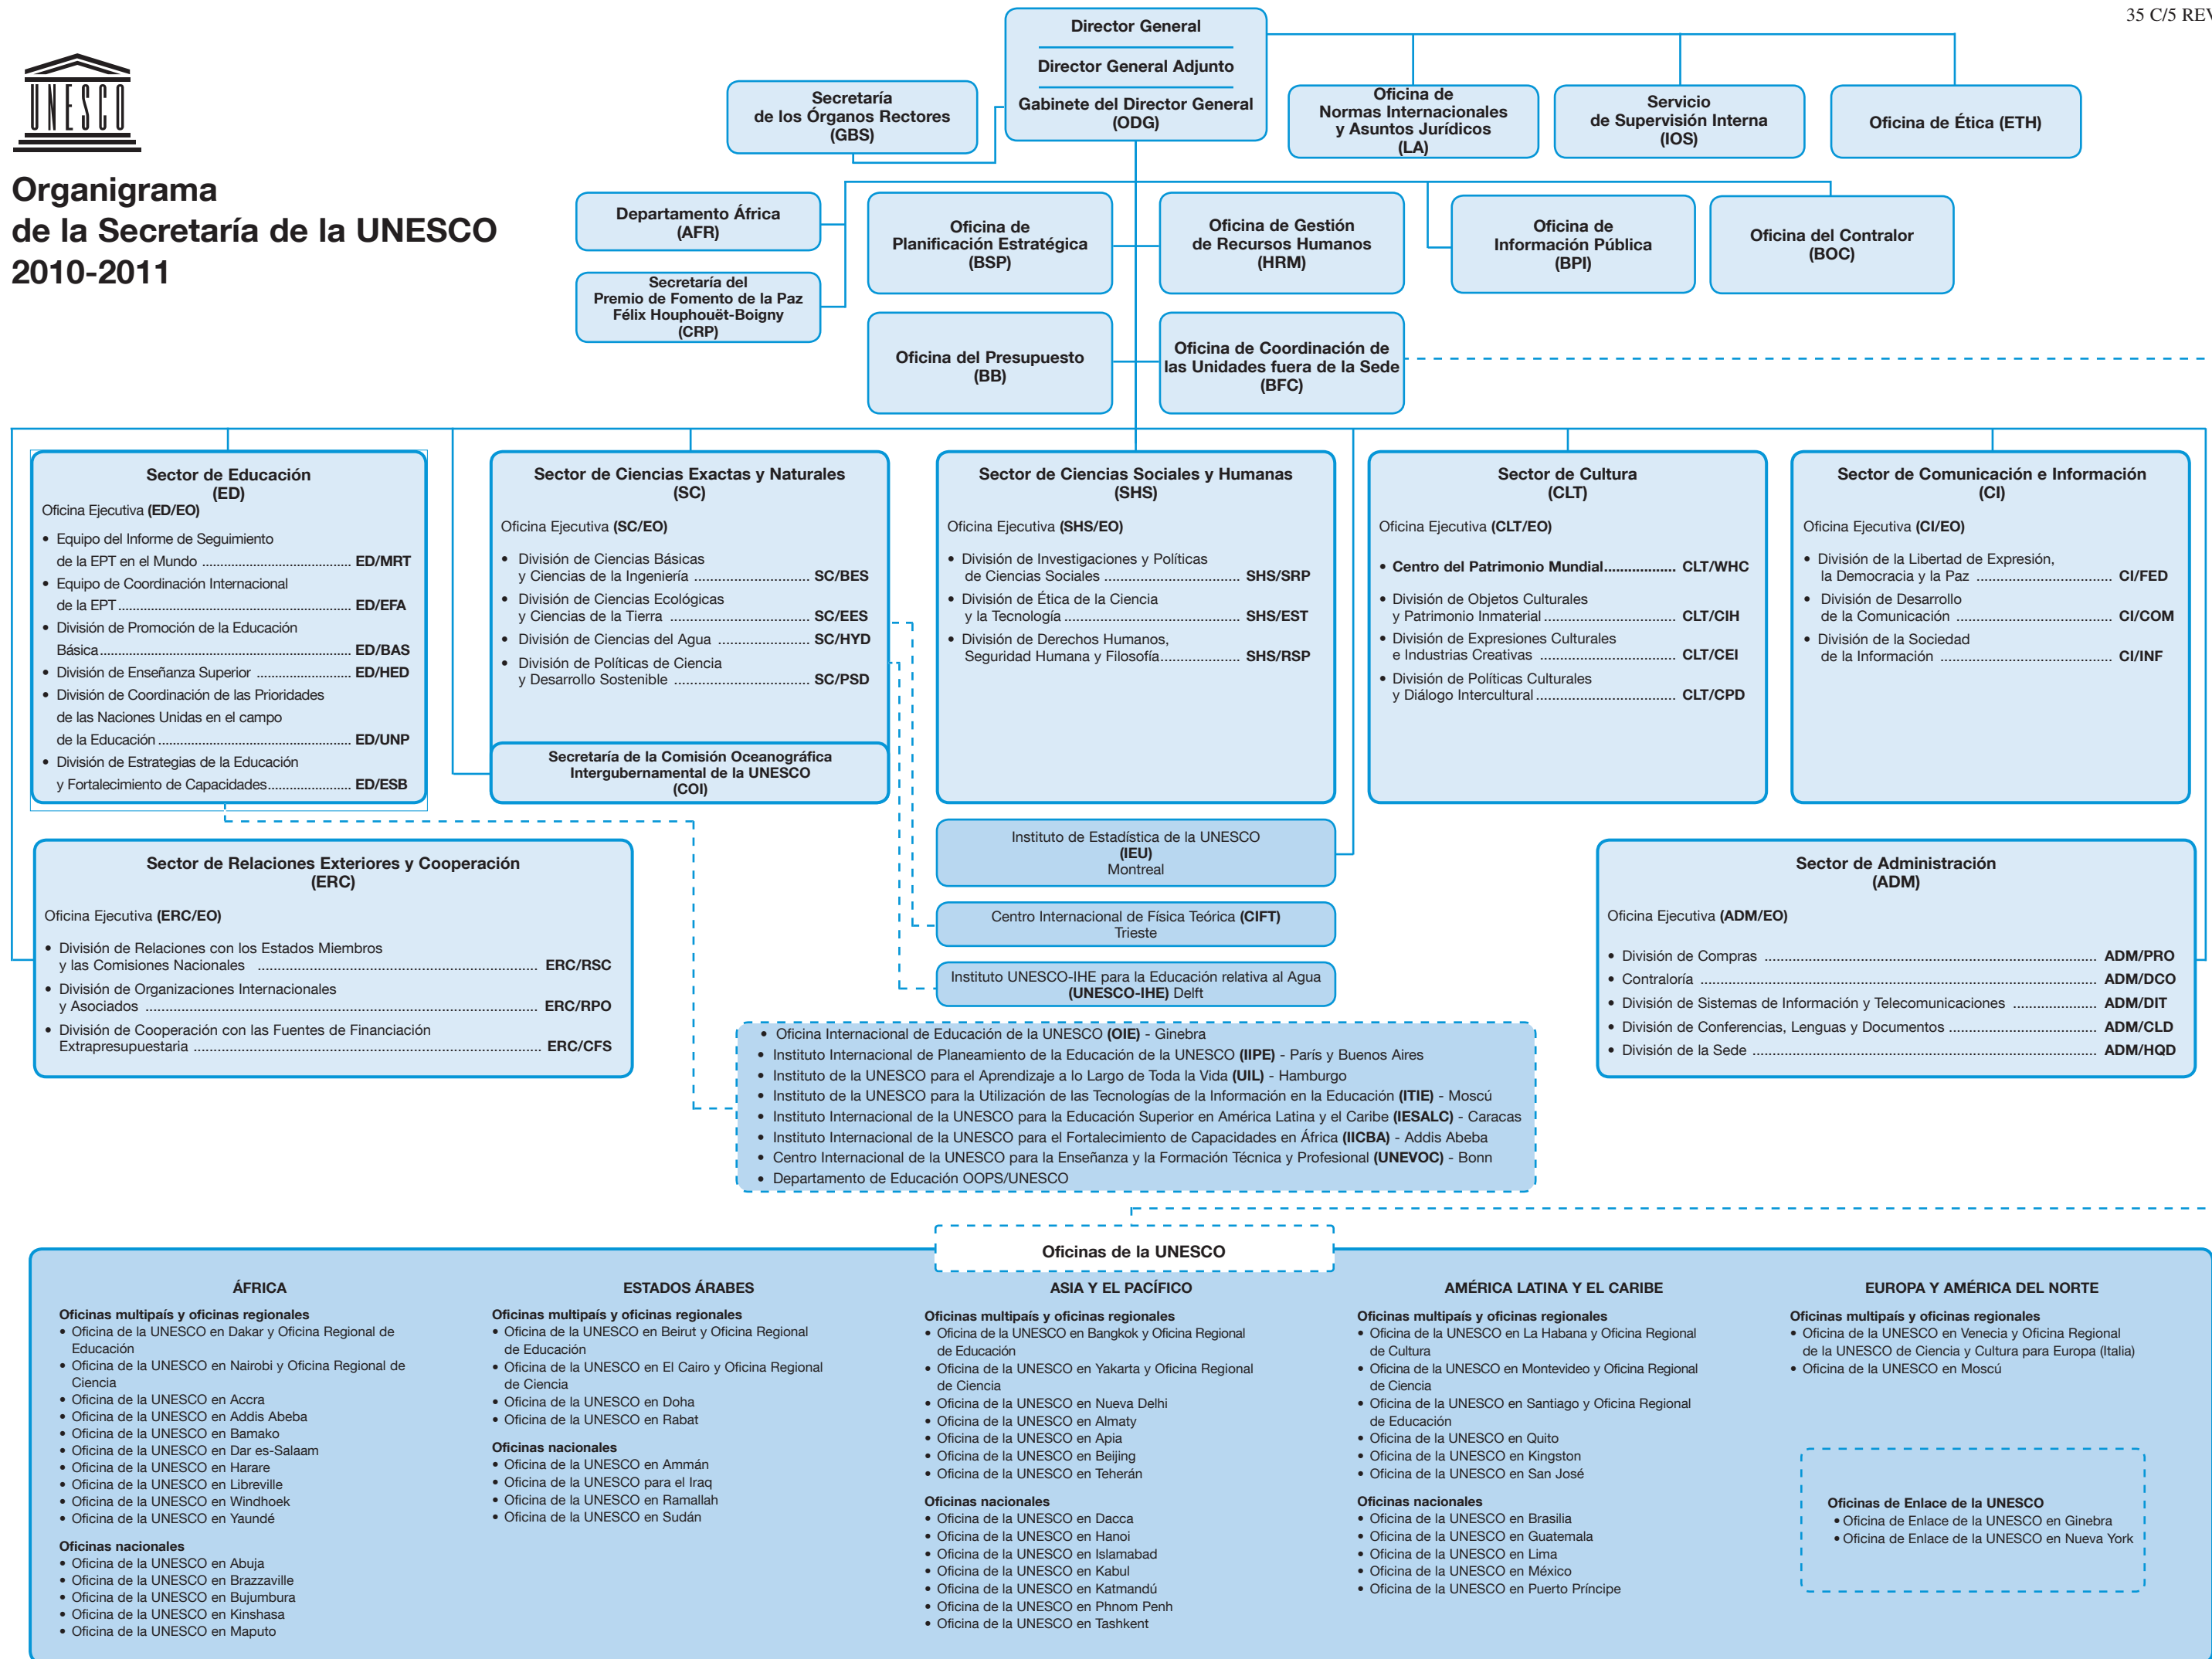 35 C/5 REV
UNESCO
Organigrama
de la Secretaría de la UNESCO
2010-2011
Director General
Director General Adjunto
Gabinete del Director General
(ODG)
Secretaría
de los Órganos Rectores
(GBS)
Oficina de
Normas Internacionales
y Asuntos Jurídicos
(LA)
Servicio
de Supervisión Interna
(IOS)
Oficina de Ética (ETH)
Departamento África
(AFR)
Secretaría del
Premio de Fomento de la Paz
Félix Houphouët-Boigny
(CRP)
Oficina de
Planificación Estratégica
(BSP)
Oficina de Gestión
de Recursos Humanos
(HRM)
Oficina de
Información Pública
(BPI)
Oficina del Contralor
(BOC)
Oficina del Presupuesto
(BB)
Oficina de Coordinación de
las Unidades fuera de la Sede
(BFC)
Sector de Educación
(ED)
Oficina Ejecutiva (ED/EO)
• Equipo del Informe de Seguimiento
de la EPT en el Mundo ..................................... ED/MRT
• Equipo de Coordinación Internacional
de la EPT .......................................................... ED/EFA
• División de Promoción de la Educación
Básica ............................................................... ED/BAS
• División de Enseñanza Superior ........................ ED/HED
• División de Coordinación de las Prioridades
de las Naciones Unidas en el campo
de la Educación ................................................ ED/UNP
• División de Estrategias de la Educación
y Fortalecimiento de Capacidades ..................... ED/ESB
Sector de Ciencias Exactas y Naturales
(SC)
Oficina Ejecutiva (SC/EO)
• División de Ciencias Básicas
y Ciencias de la Ingeniería ............................ SC/BES
• División de Ciencias Ecológicas
y Ciencias de la Tierra .................................. SC/EES
• División de Ciencias del Agua ...................... SC/HYD
• División de Políticas de Ciencia
y Desarrollo Sostenible ................................. SC/PSD
Secretaría de la Comisión Oceanográfica
Intergubernamental de la UNESCO
(COI)
Sector de Ciencias Sociales y Humanas
(SHS)
Oficina Ejecutiva (SHS/EO)
• División de Investigaciones y Políticas
de Ciencias Sociales ................................... SHS/SRP
• División de Ética de la Ciencia
y la Tecnología ............................................. SHS/EST
• División de Derechos Humanos,
Seguridad Humana y Filosofía ..................... SHS/RSP
Sector de Cultura
(CLT)
Oficina Ejecutiva (CLT/EO)
• Centro del Patrimonio Mundial ................. CLT/WHC
• División de Objetos Culturales
y Patrimonio Inmaterial ................................ CLT/CIH
• División de Expresiones Culturales
e Industrias Creativas .................................. CLT/CEI
• División de Políticas Culturales
y Diálogo Intercultural ................................... CLT/CPD
Sector de Comunicación e Información
(CI)
Oficina Ejecutiva (CI/EO)
• División de la Libertad de Expresión,
la Democracia y la Paz .................................. CI/FED
• División de Desarrollo
de la Comunicación ....................................... CI/COM
• División de la Sociedad
de la Información ........................................... CI/INF
Sector de Relaciones Exteriores y Cooperación
(ERC)
Oficina Ejecutiva (ERC/EO)
• División de Relaciones con los Estados Miembros
y las Comisiones Nacionales ..................................................................... ERC/RSC
• División de Organizaciones Internacionales
y Asociados ................................................................................................ ERC/RPO
• División de Cooperación con las Fuentes de Financiación
Extrapresupuestaria ...................................................................................... ERC/CFS
Instituto de Estadística de la UNESCO
(IEU)
Montreal
Centro Internacional de Física Teórica (CIFT)
Trieste
Instituto UNESCO-IHE para la Educación relativa al Agua
(UNESCO-IHE) Delft
Sector de Administración
(ADM)
Oficina Ejecutiva (ADM/EO)
• División de Compras ................................................................................... ADM/PRO
• Contraloría ................................................................................................... ADM/DCO
• División de Sistemas de Información y Telecomunicaciones ..................... ADM/DIT
• División de Conferencias, Lenguas y Documentos ..................................... ADM/CLD
• División de la Sede ...................................................................................... ADM/HQD
• Oficina Internacional de Educación de la UNESCO (OIE) - Ginebra
• Instituto Internacional de Planeamiento de la Educación de la UNESCO (IIPE) - París y Buenos Aires
• Instituto de la UNESCO para el Aprendizaje a lo Largo de Toda la Vida (UIL) - Hamburgo
• Instituto de la UNESCO para la Utilización de las Tecnologías de la Información en la Educación (ITIE) - Moscú
• Instituto Internacional de la UNESCO para la Educación Superior en América Latina y el Caribe (IESALC) - Caracas
• Instituto Internacional de la UNESCO para el Fortalecimiento de Capacidades en África (IICBA) - Addis Abeba
• Centro Internacional de la UNESCO para la Enseñanza y la Formación Técnica y Profesional (UNEVOC) - Bonn
• Departamento de Educación OOPS/UNESCO
Oficinas de la UNESCO
ÁFRICA
Oficinas multipaís y oficinas regionales
• Oficina de la UNESCO en Dakar y Oficina Regional de
Educación
• Oficina de la UNESCO en Nairobi y Oficina Regional de
Ciencia
• Oficina de la UNESCO en Accra
• Oficina de la UNESCO en Addis Abeba
• Oficina de la UNESCO en Bamako
• Oficina de la UNESCO en Dar es-Salaam
• Oficina de la UNESCO en Harare
• Oficina de la UNESCO en Libreville
• Oficina de la UNESCO en Windhoek
• Oficina de la UNESCO en Yaundé
Oficinas nacionales
• Oficina de la UNESCO en Abuja
• Oficina de la UNESCO en Brazzaville
• Oficina de la UNESCO en Bujumbura
• Oficina de la UNESCO en Kinshasa
• Oficina de la UNESCO en Maputo
ESTADOS ÁRABES
Oficinas multipaís y oficinas regionales
• Oficina de la UNESCO en Beirut y Oficina Regional
de Educación
• Oficina de la UNESCO en El Cairo y Oficina Regional
de Ciencia
• Oficina de la UNESCO en Doha
• Oficina de la UNESCO en Rabat
Oficinas nacionales
• Oficina de la UNESCO en Ammán
• Oficina de la UNESCO para el Iraq
• Oficina de la UNESCO en Ramallah
• Oficina de la UNESCO en Sudán
ASIA Y EL PACÍFICO
Oficinas multipaís y oficinas regionales
• Oficina de la UNESCO en Bangkok y Oficina Regional
de Educación
• Oficina de la UNESCO en Yakarta y Oficina Regional
de Ciencia
• Oficina de la UNESCO en Nueva Delhi
• Oficina de la UNESCO en Almaty
• Oficina de la UNESCO en Apia
• Oficina de la UNESCO en Beijing
• Oficina de la UNESCO en Teherán
Oficinas nacionales
• Oficina de la UNESCO en Dacca
• Oficina de la UNESCO en Hanoi
• Oficina de la UNESCO en Islamabad
• Oficina de la UNESCO en Kabul
• Oficina de la UNESCO en Katmandú
• Oficina de la UNESCO en Phnom Penh
• Oficina de la UNESCO en Tashkent
AMÉRICA LATINA Y EL CARIBE
Oficinas multipaís y oficinas regionales
• Oficina de la UNESCO en La Habana y Oficina Regional
de Cultura
• Oficina de la UNESCO en Montevideo y Oficina Regional
de Ciencia
• Oficina de la UNESCO en Santiago y Oficina Regional
de Educación
• Oficina de la UNESCO en Quito
• Oficina de la UNESCO en Kingston
• Oficina de la UNESCO en San José
Oficinas nacionales
• Oficina de la UNESCO en Brasilia
• Oficina de la UNESCO en Guatemala
• Oficina de la UNESCO en Lima
• Oficina de la UNESCO en México
• Oficina de la UNESCO en Puerto Príncipe
EUROPA Y AMÉRICA DEL NORTE
Oficinas multipaís y oficinas regionales
• Oficina de la UNESCO en Venecia y Oficina Regional
de la UNESCO de Ciencia y Cultura para Europa (Italia)
• Oficina de la UNESCO en Moscú
Oficinas de Enlace de la UNESCO
• Oficina de Enlace de la UNESCO en Ginebra
• Oficina de Enlace de la UNESCO en Nueva York